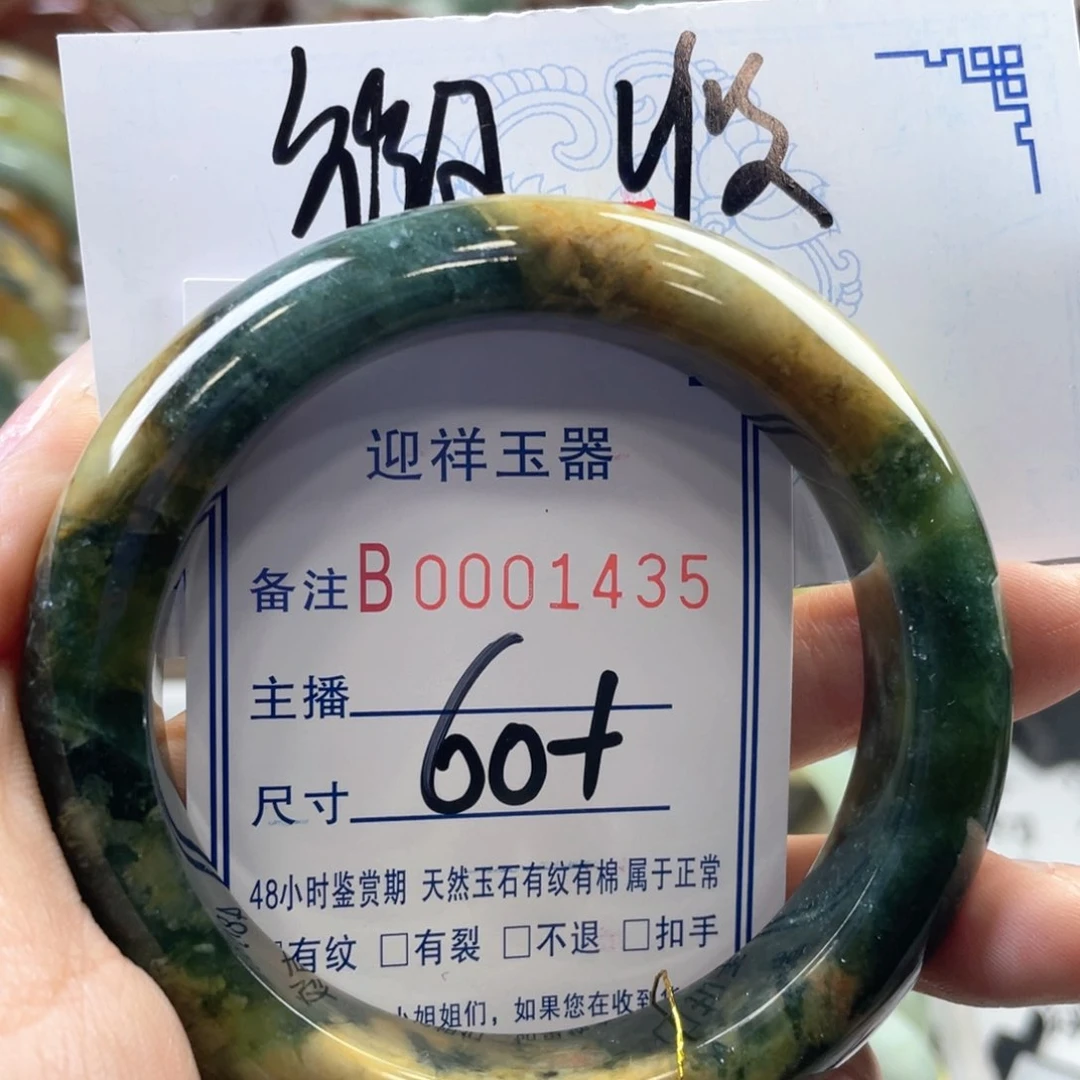 迎祥玉器
备注B0001435
主播
尺寸 60+
48小时鉴赏期 天然玉石有纹有棉属于正常
□有纹 □有裂 □不退 □扣手
小姐姐们，如果您在收到